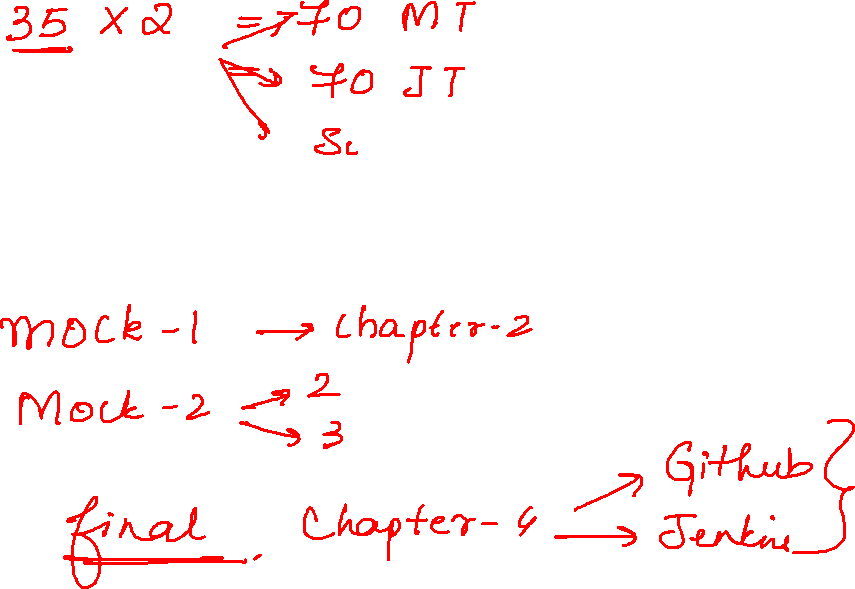 35 x 2 = 70 MT
70 JT
Sc
Mock-1 → Chapter-2
Mock-2 → 2
→ 3
Github
final. Chapter-4 → Jenkins